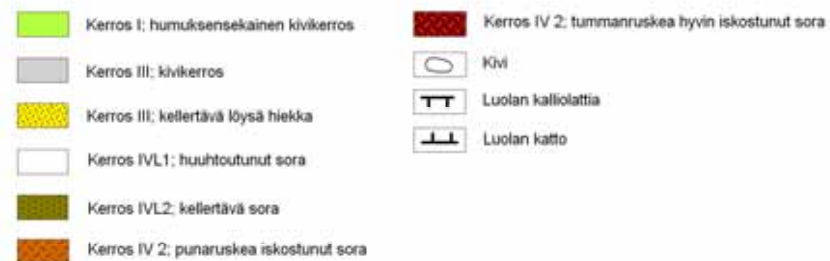 Kerros I; humuksensekainen kivikerros
Kerros III; kivikerros
Kerros III; kellertävä löysä hiekka
Kerros IVL1; huuhtoutunut sora
Kerros IVL2; kellertävä sora
Kerros IV 2; punaruskea iskostunut sora
Kerros IV 2; tummanruskea hyvin iskostunut sora
Kivi
Luolan kalliolattia
Luolan katto